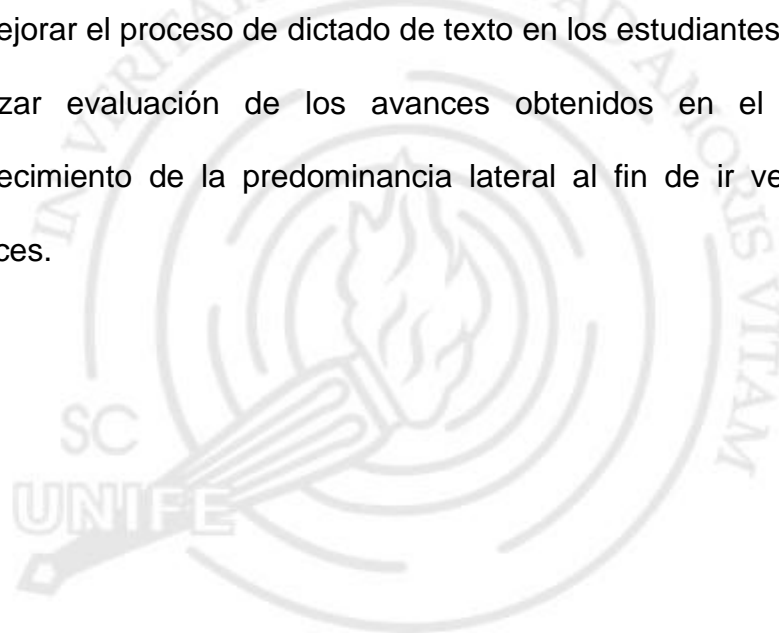 ejorar el proceso de dictado de texto en los estudiantes
zar evaluación de los avances obtenidos en el
ecimiento de la predominancia lateral al fin de ir ve
ces.
SC
UNIFE